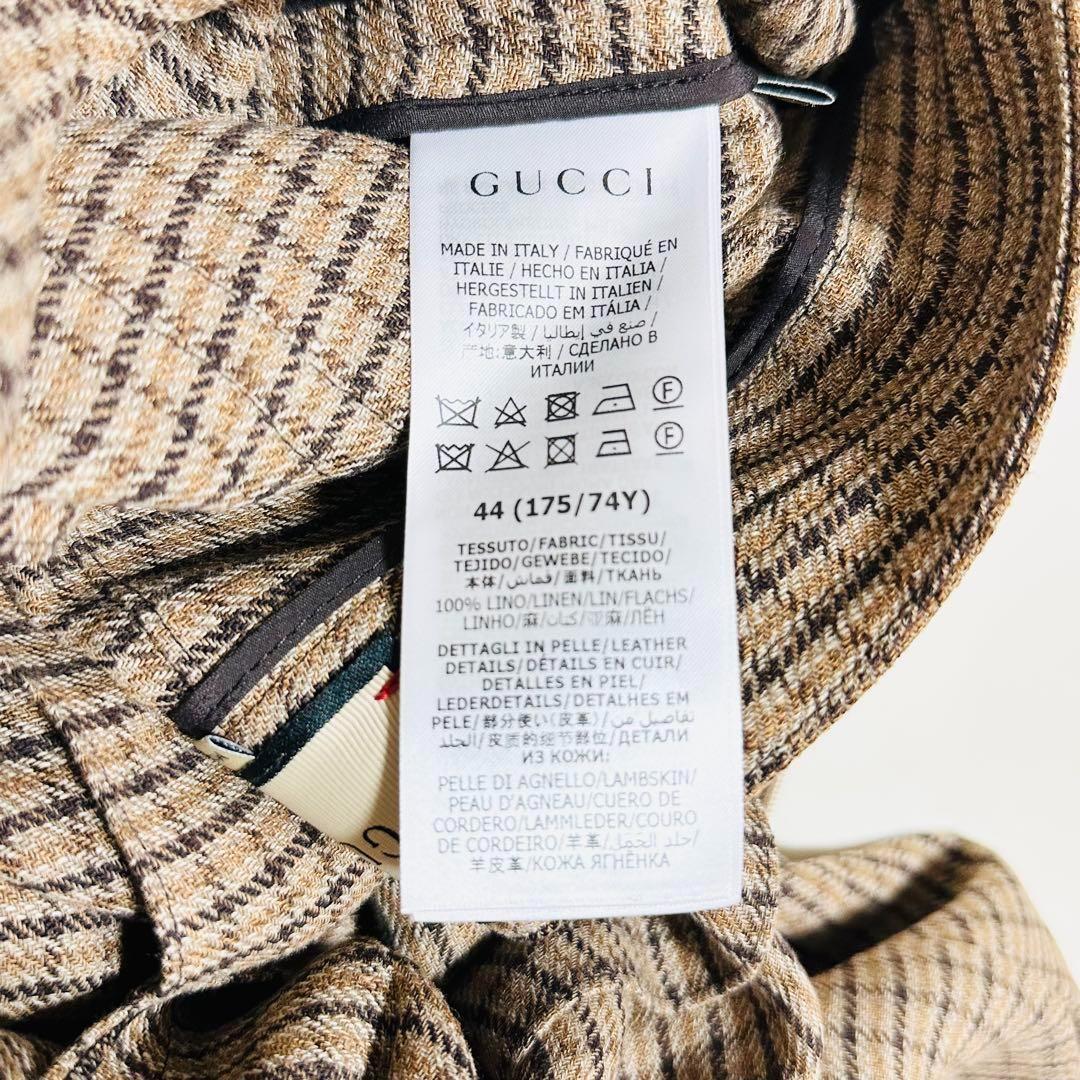 GUCCI
MADE IN ITALY / FABRIQUÉ EN
ITALIE / HECHO EN ITALIA /
HERGESTELLT IN ITALIEN /
FABRICADO EM ITÁLIA /
イタリア製 / صنع في إيطاليا /
产地:意大利 / СДЕЛАНО В
ИТАЛИИ
F
F
44 (175/74Y)
TESSUTO/FABRIC/TISSU/
TEJIDO/GEWEBE/TECIDO/
本体/قماش/面料/ТКАНЬ
100% LINO/LINEN/LIN/FLACHS/
LINHO/麻/كتان/亚麻/ЛЁН
DETTAGLI IN PELLE/LEATHER
DETAILS/DÉTAILS EN CUIR/
DETALLES EN PIEL/
LEDERDETAILS/DETALHES EM
PELE/部分使い(皮革)/تفاصيل من
الجلد/皮质的细节部位/ДЕТАЛИ
ИЗ КОЖИ:
PELLE DI AGNELLO/LAMBSKIN/
PEAU D'AGNEAU/CUERO DE
CORDERO/LAMMLEDER/COURO
DE CORDEIRO/羊革/جلد الحَمَل/
羊皮革/КОЖА ЯГНЁНКА